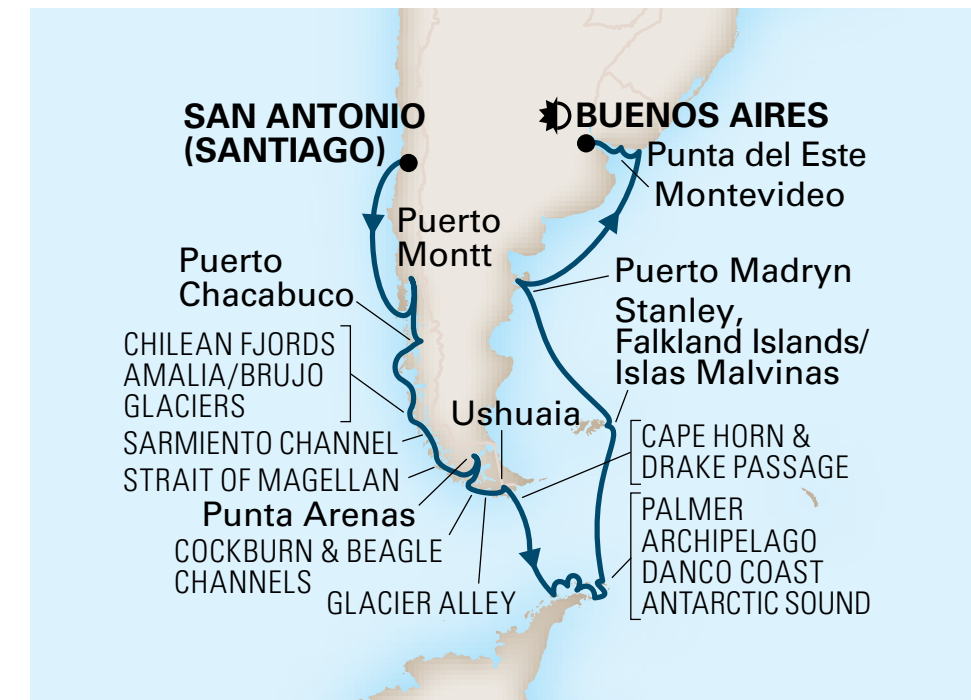 SAN ANTONIO
(SANTIAGO)
BUENOS AIRES
Punta del Este
Montevideo
Puerto
Montt
Puerto
Chacabuco
Puerto Madryn
Stanley,
Falkland Islands/
Islas Malvinas
CHILEAN FJORDS
AMALIA/BRUJO
GLACIERS
Ushuaia
SARMIENTO CHANNEL
CAPE HORN &
DRAKE PASSAGE
STRAIT OF MAGELLAN
Punta Arenas
PALMER
ARCHIPELAGO
DANCO COAST
ANTARCTIC SOUND
COCKBURN & BEAGLE
CHANNELS
GLACIER ALLEY